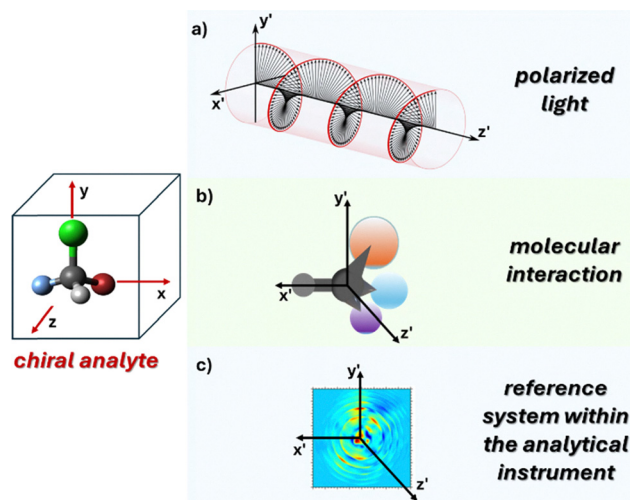 a)
y'
x'
z'
polarized
light
y
x
z
chiral analyte
b)
y'
x'
z'
molecular
interaction
c)
y'
x'
z'
reference
system within
the analytical
instrument